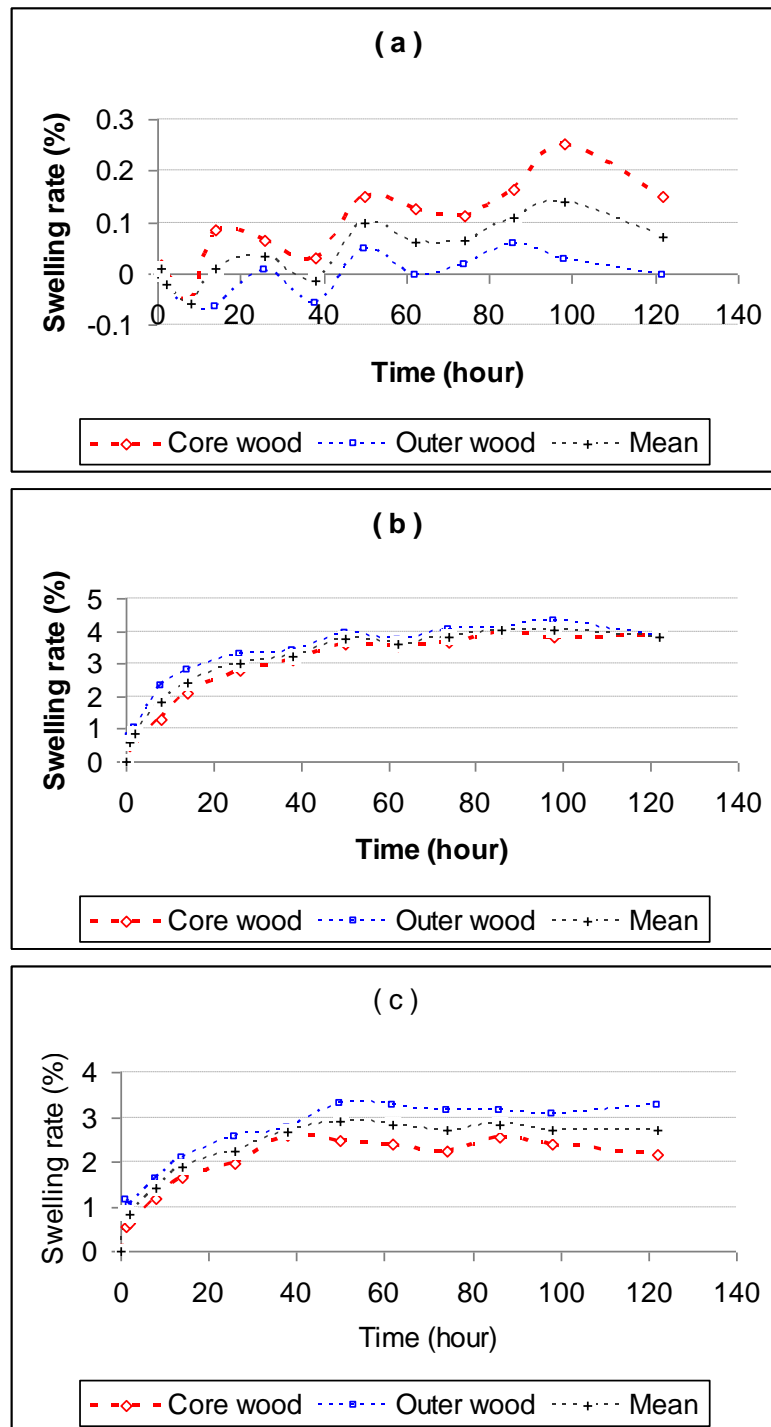 ( a )
Swelling rate (%)
0.3
0.2
0.1
0
-0.1
0 20 40 60 80 100 120 140
Time (hour)
Core wood Outer wood Mean
( b )
Swelling rate (%)
5
4
3
2
1
0
0 20 40 60 80 100 120 140
Time (hour)
Core wood Outer wood Mean
( c )
Swelling rate (%)
4
3
2
1
0
0 20 40 60 80 100 120 140
Time (hour)
Core wood Outer wood Mean